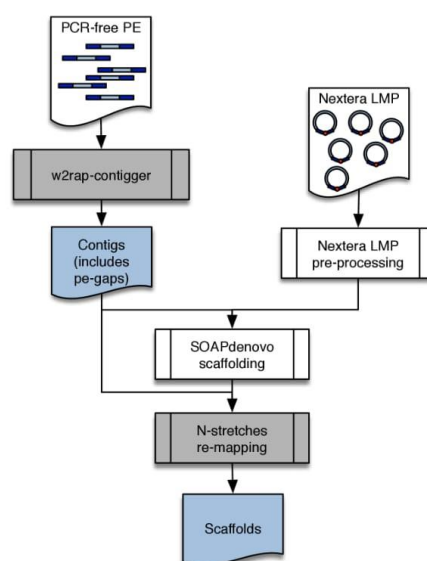 PCR-free PE
Nextera LMP
w2rap-contigger
Contigs
(includes
pe-gaps)
Nextera LMP
pre-processing
SOAPdenovo
scaffolding
N-stretches
re-mapping
Scaffolds